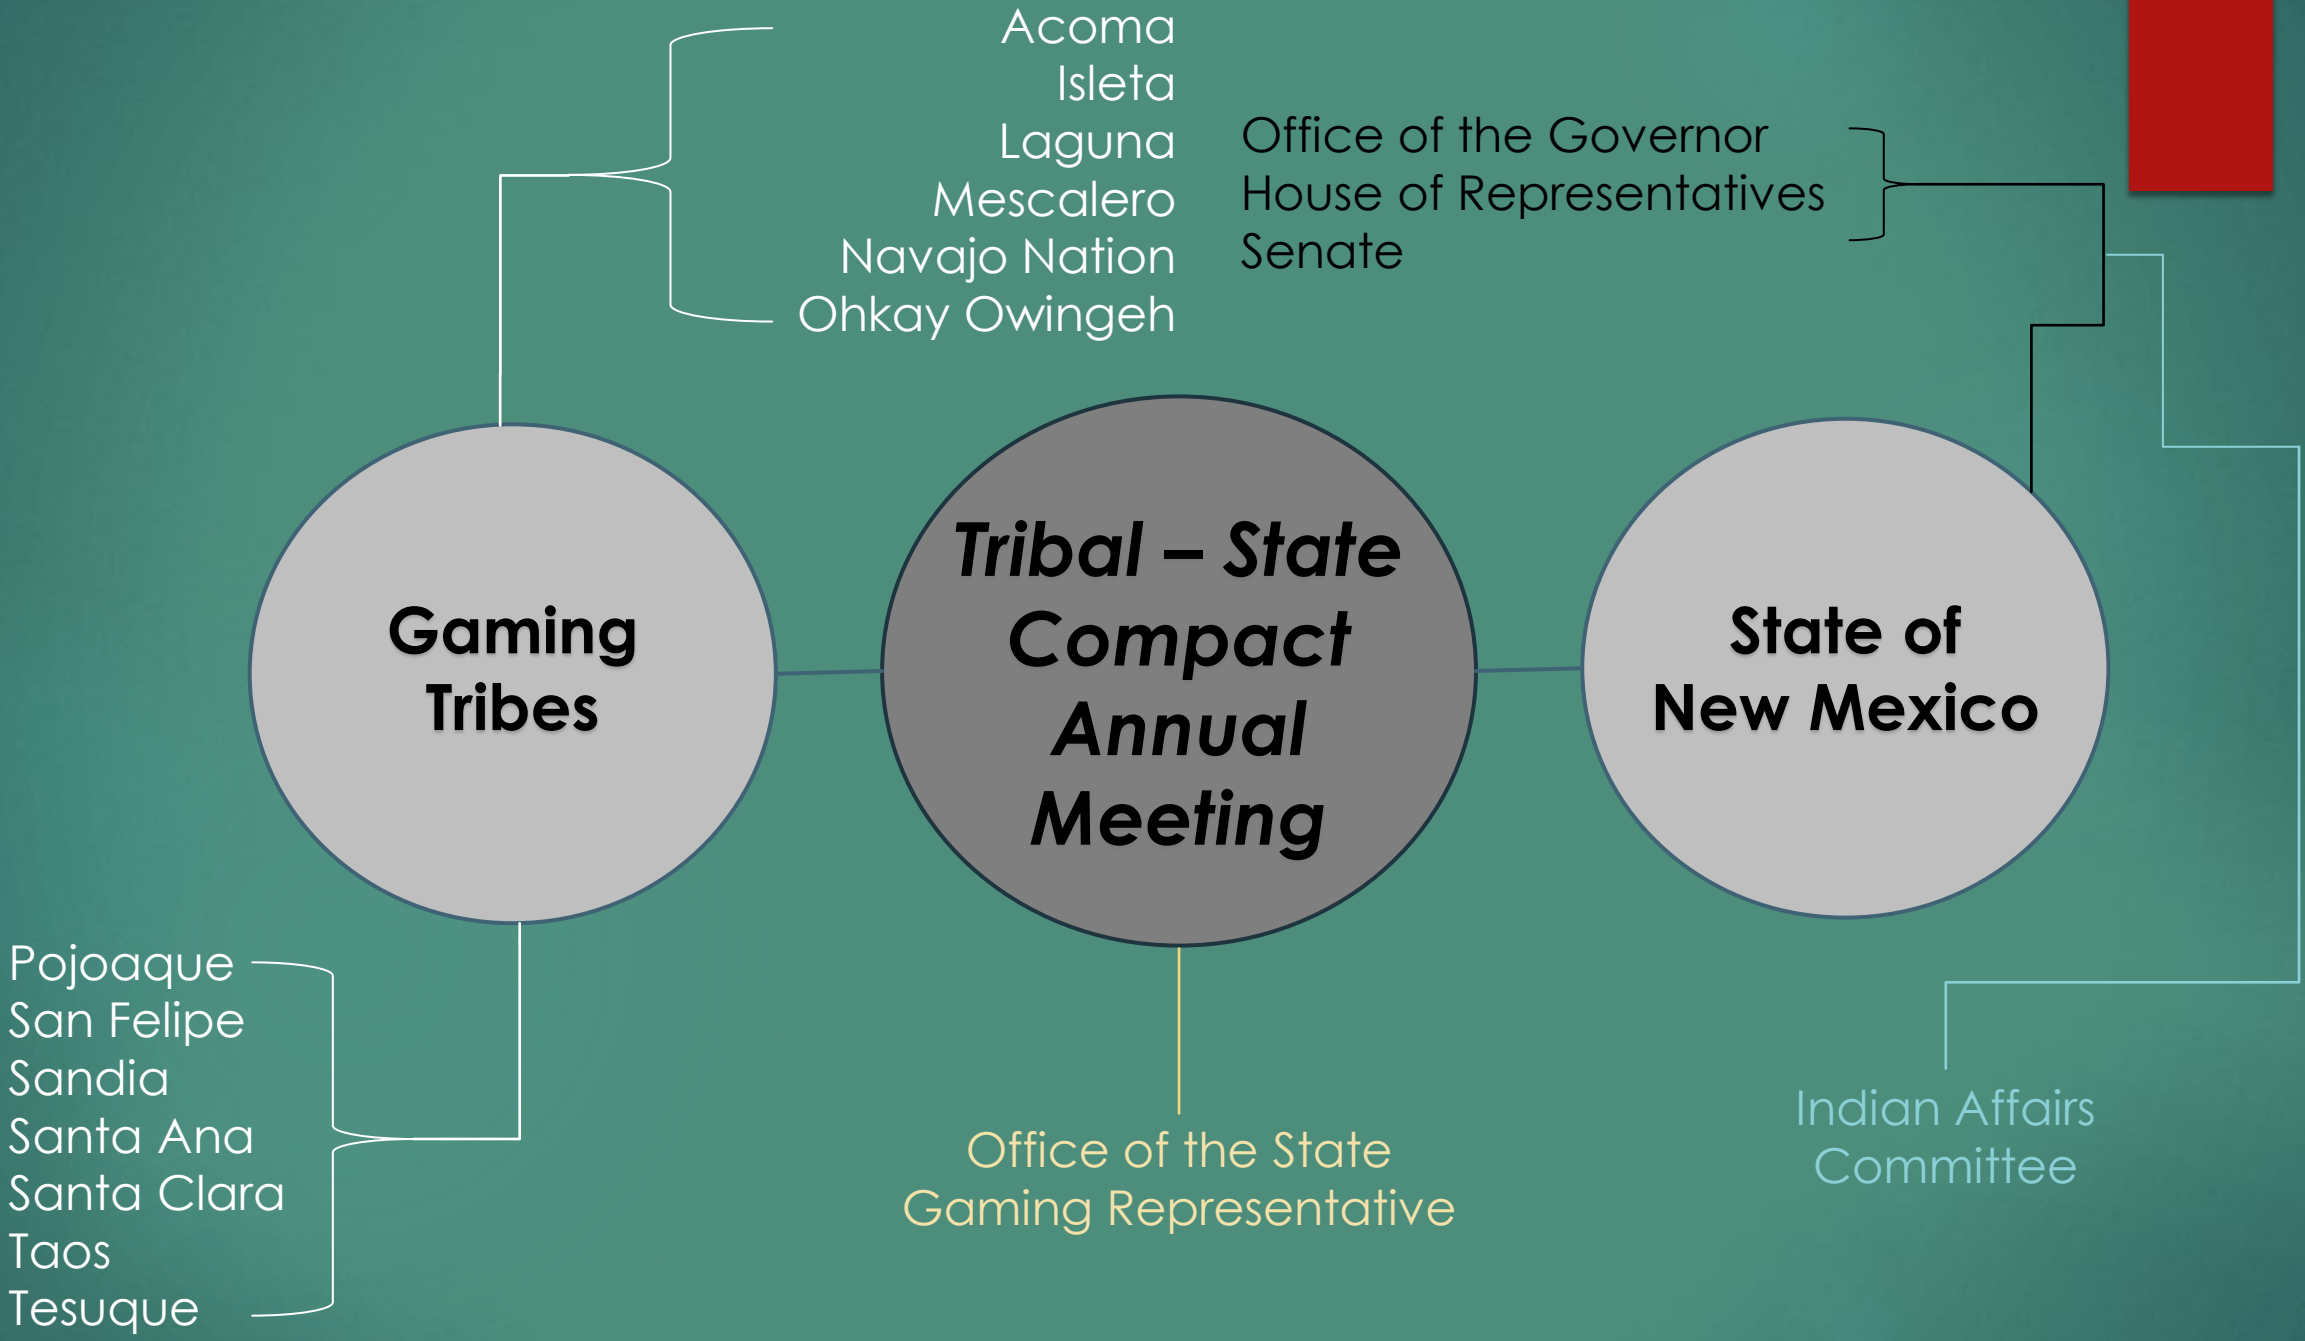 Acoma
Isleta
Laguna
Mescalero
Navajo Nation
Ohkay Owingeh
Office of the Governor
House of Representatives
Senate
Gaming
Tribes
Tribal – State
Compact
Annual
Meeting
State of
New Mexico
Pojoaque
San Felipe
Sandia
Santa Ana
Santa Clara
Taos
Tesuque
Office of the State
Gaming Representative
Indian Affairs
Committee